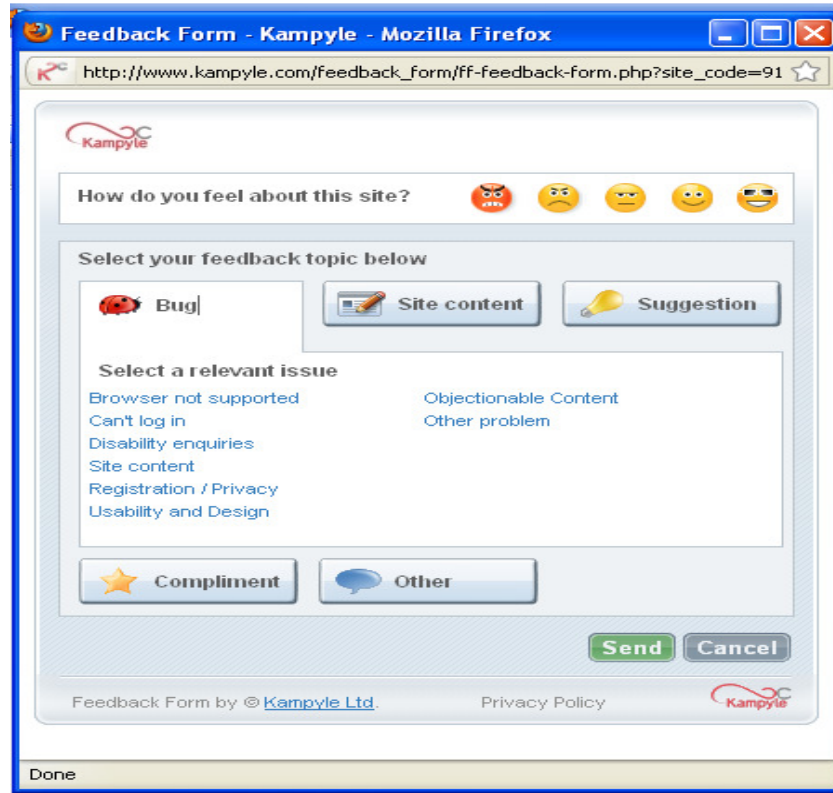 Feedback Form - Kampyle - Mozilla Firefox
http://www.kampyle.com/feedback_form/ff-feedback-form.php?site_code=91
Kampyle
How do you feel about this site?
Select your feedback topic below
Bug
Site content
Suggestion
Select a relevant issue
Browser not supported
Can't log in
Disability enquiries
Site content
Registration / Privacy
Usability and Design
Objectionable Content
Other problem
Compliment
Other
Send
Cancel
Feedback Form by © Kampyle Ltd.
Privacy Policy
Kampyle
Done